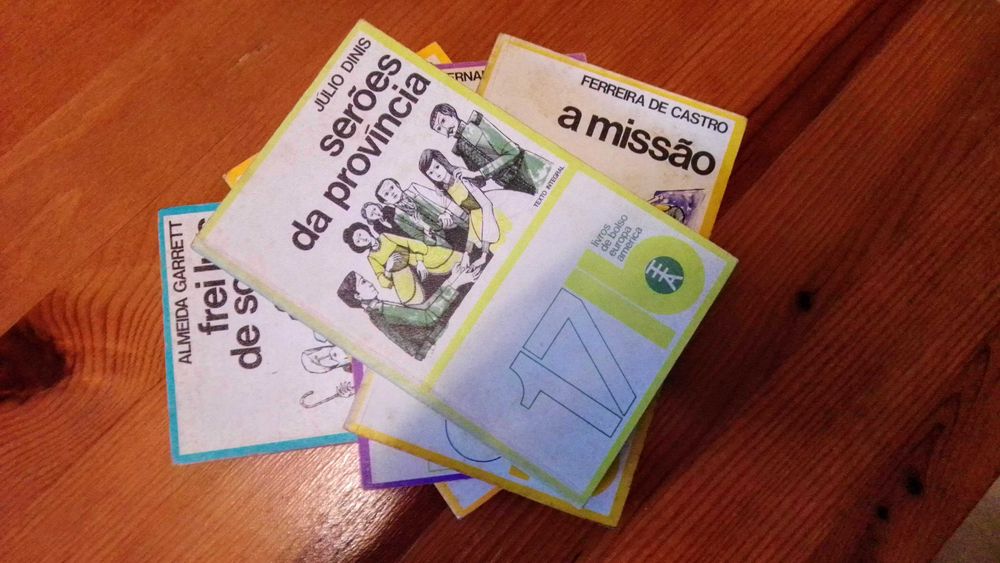 JÚLIO DINIS
serões
da província
TEXTO INTEGRAL
livros
de bolso
europa
américa
17
FERREIRA DE CASTRO
a missão
ALMEIDA GARRETT
frei
de